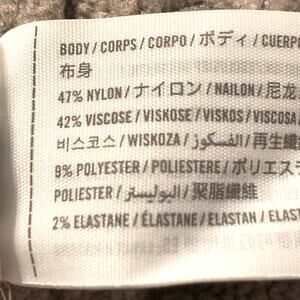 BODY / CORPS / CORPO / ボディ / CUERPO
布身
47% NYLON / ナイロン / NAILON / 尼龙
42% VISCOSE / VISKOSE / VISKOS / VISCOSA
비스코스 / WISKOZA / الفسكوز / 再生纖
9% POLYESTER / POLIESTERE / ポリエステ
POLIESTER / البوليستر / 聚脂纖維
2% ELASTANE / ÉLASTANE / ELASTAN / ELAST